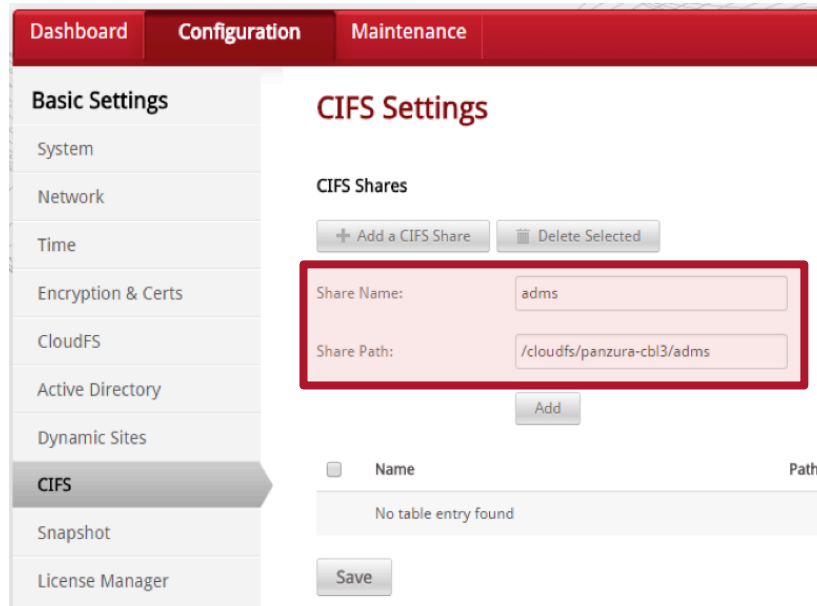 Dashboard Configuration Maintenance
Basic Settings
System
Network
Time
Encryption & Certs
CloudFS
Active Directory
Dynamic Sites
CIFS
Snapshot
License Manager
CIFS Settings
CIFS Shares
+ Add a CIFS Share Delete Selected
Share Name: adms
Share Path: /cloudfs/panzura-cbl3/adms
Add
Name Path
No table entry found
Save